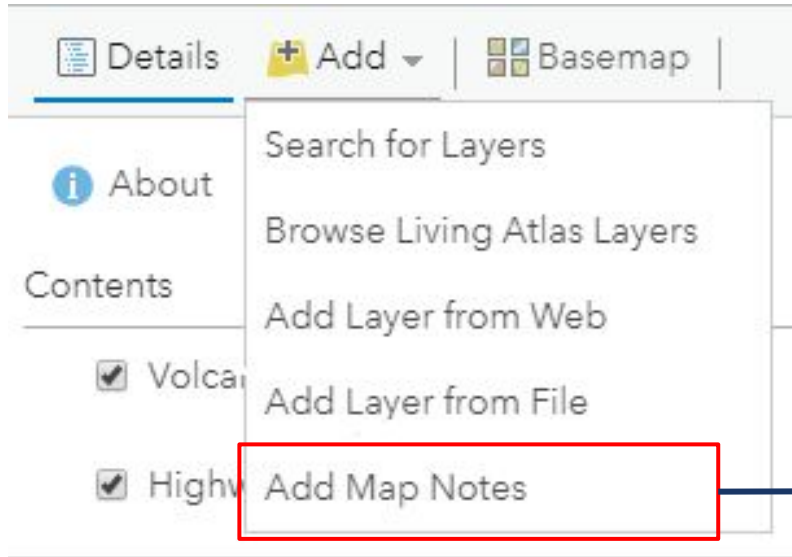 Details Add Basemap
Search for Layers
About
Browse Living Atlas Layers
Contents
Add Layer from Web
Add Layer from File
Add Map Notes